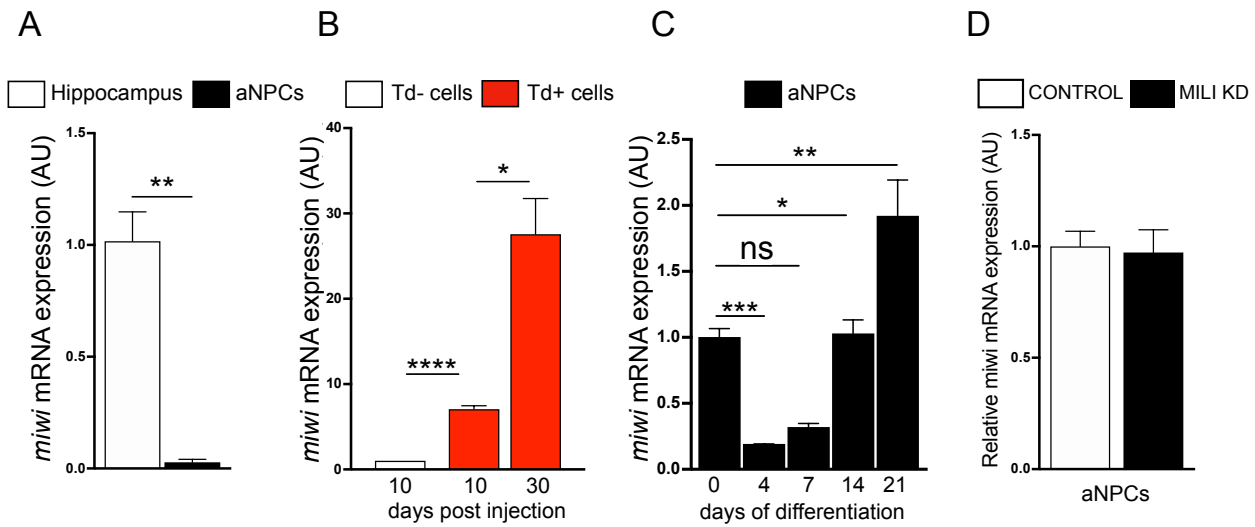 A
B
C
D
Hippocampus aNPCs
Td- cells Td+ cells
aNPCs
CONTROL MILI KD
miwi mRNA expression (AU)
1.5
1.0
0.5
0.0
**
miwi mRNA expression (AU)
40
30
20
10
0
****
*
10 10 30
days post injection
miwi mRNA expression (AU)
2.5
2.0
1.5
1.0
0.5
0.0
**
*
ns
***
0 4 7 14 21
days of differentiation
Relative miwi mRNA expression (AU)
1.5
1.0
0.5
0.0
aNPCs